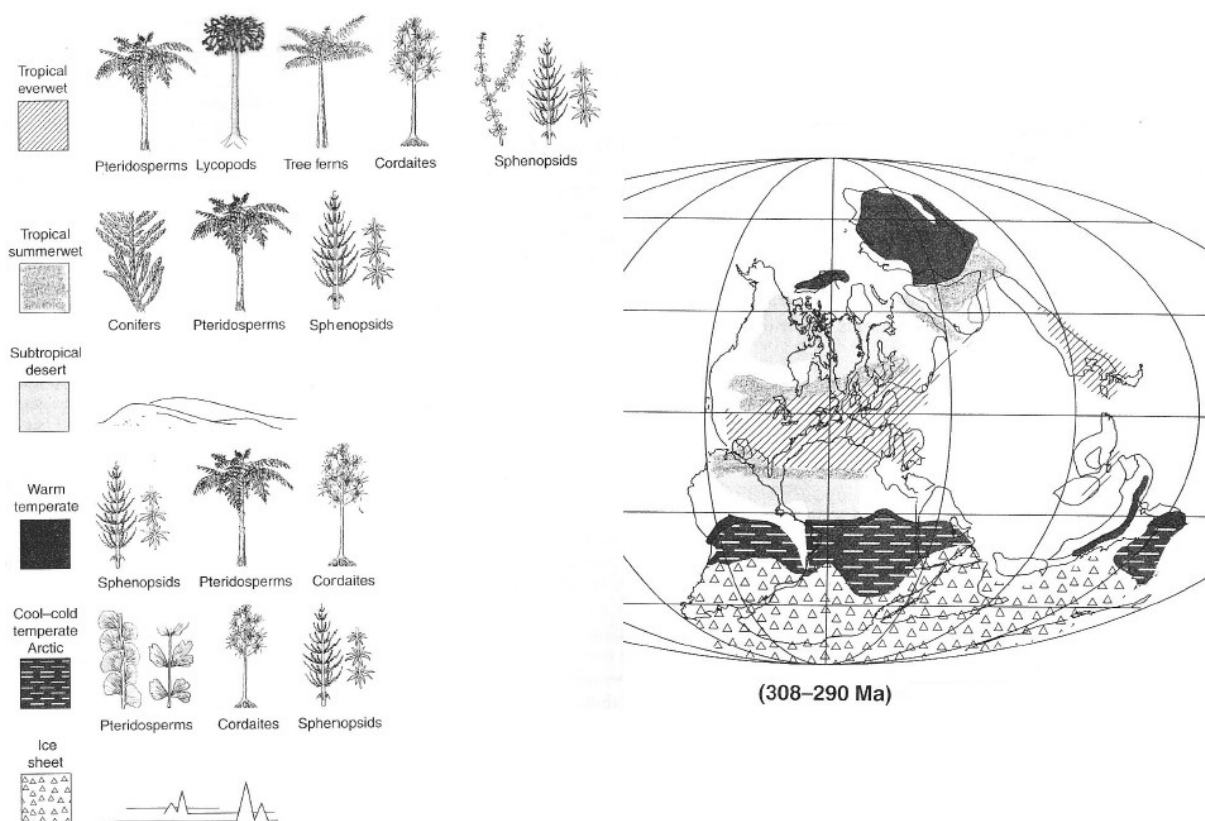 Tropical
everwet
Pteridosperms Lycopods Tree ferns Cordaites Sphenopsids
Tropical
summerwet
Conifers Pteridosperms Sphenopsids
Subtropical
desert
Warm
temperate
Sphenopsids Pteridosperms Cordaites
Cool–cold
temperate
Arctic
Pteridosperms Cordaites Sphenopsids
Ice
sheet
(308–290 Ma)